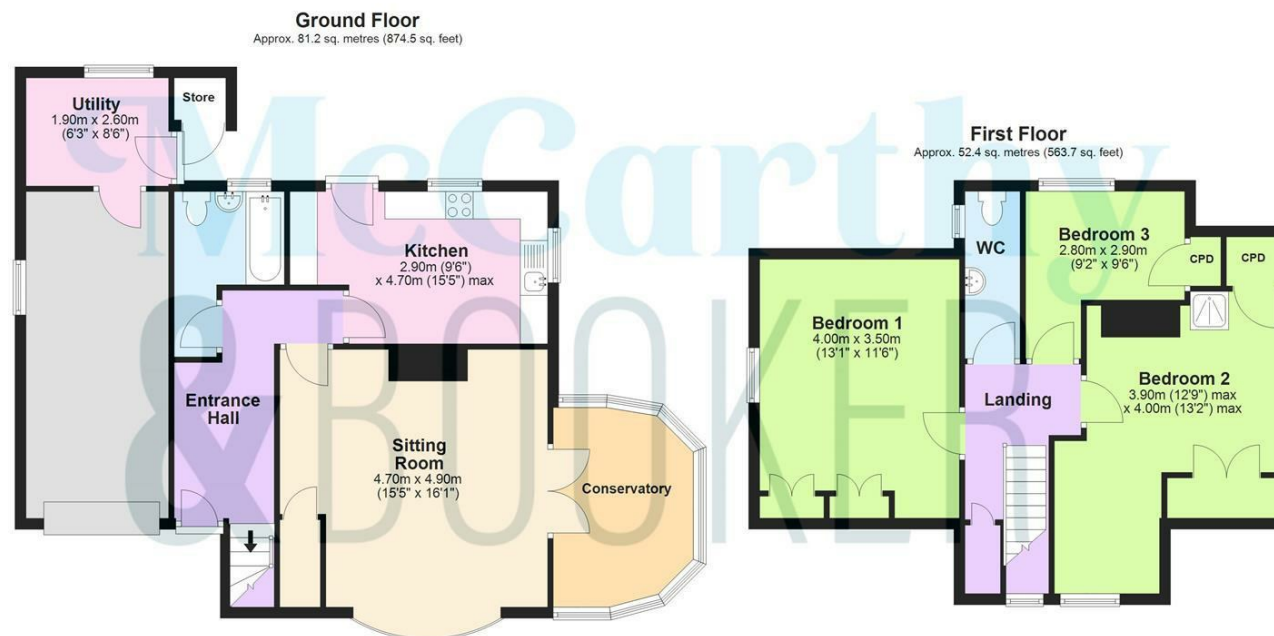 Ground Floor
Approx. 81.2 sq. metres (874.5 sq. feet)
Utility
1.90m x 2.60m
(6'3" x 8'6")
Store
Kitchen
2.90m (9'6")
x 4.70m (15'5") max
Entrance
Hall
Sitting
Room
4.70m x 4.90m
(15'5" x 16'1")
Conservatory
First Floor
Approx. 52.4 sq. metres (563.7 sq. feet)
WC
Bedroom 3
2.80m x 2.90m
(9'2" x 9'6")
CPD
CPD
Bedroom 1
4.00m x 3.50m
(13'1" x 11'6")
Landing
Bedroom 2
3.90m (12'9") max
x 4.00m (13'2") max
McCarthy
&BOOKER